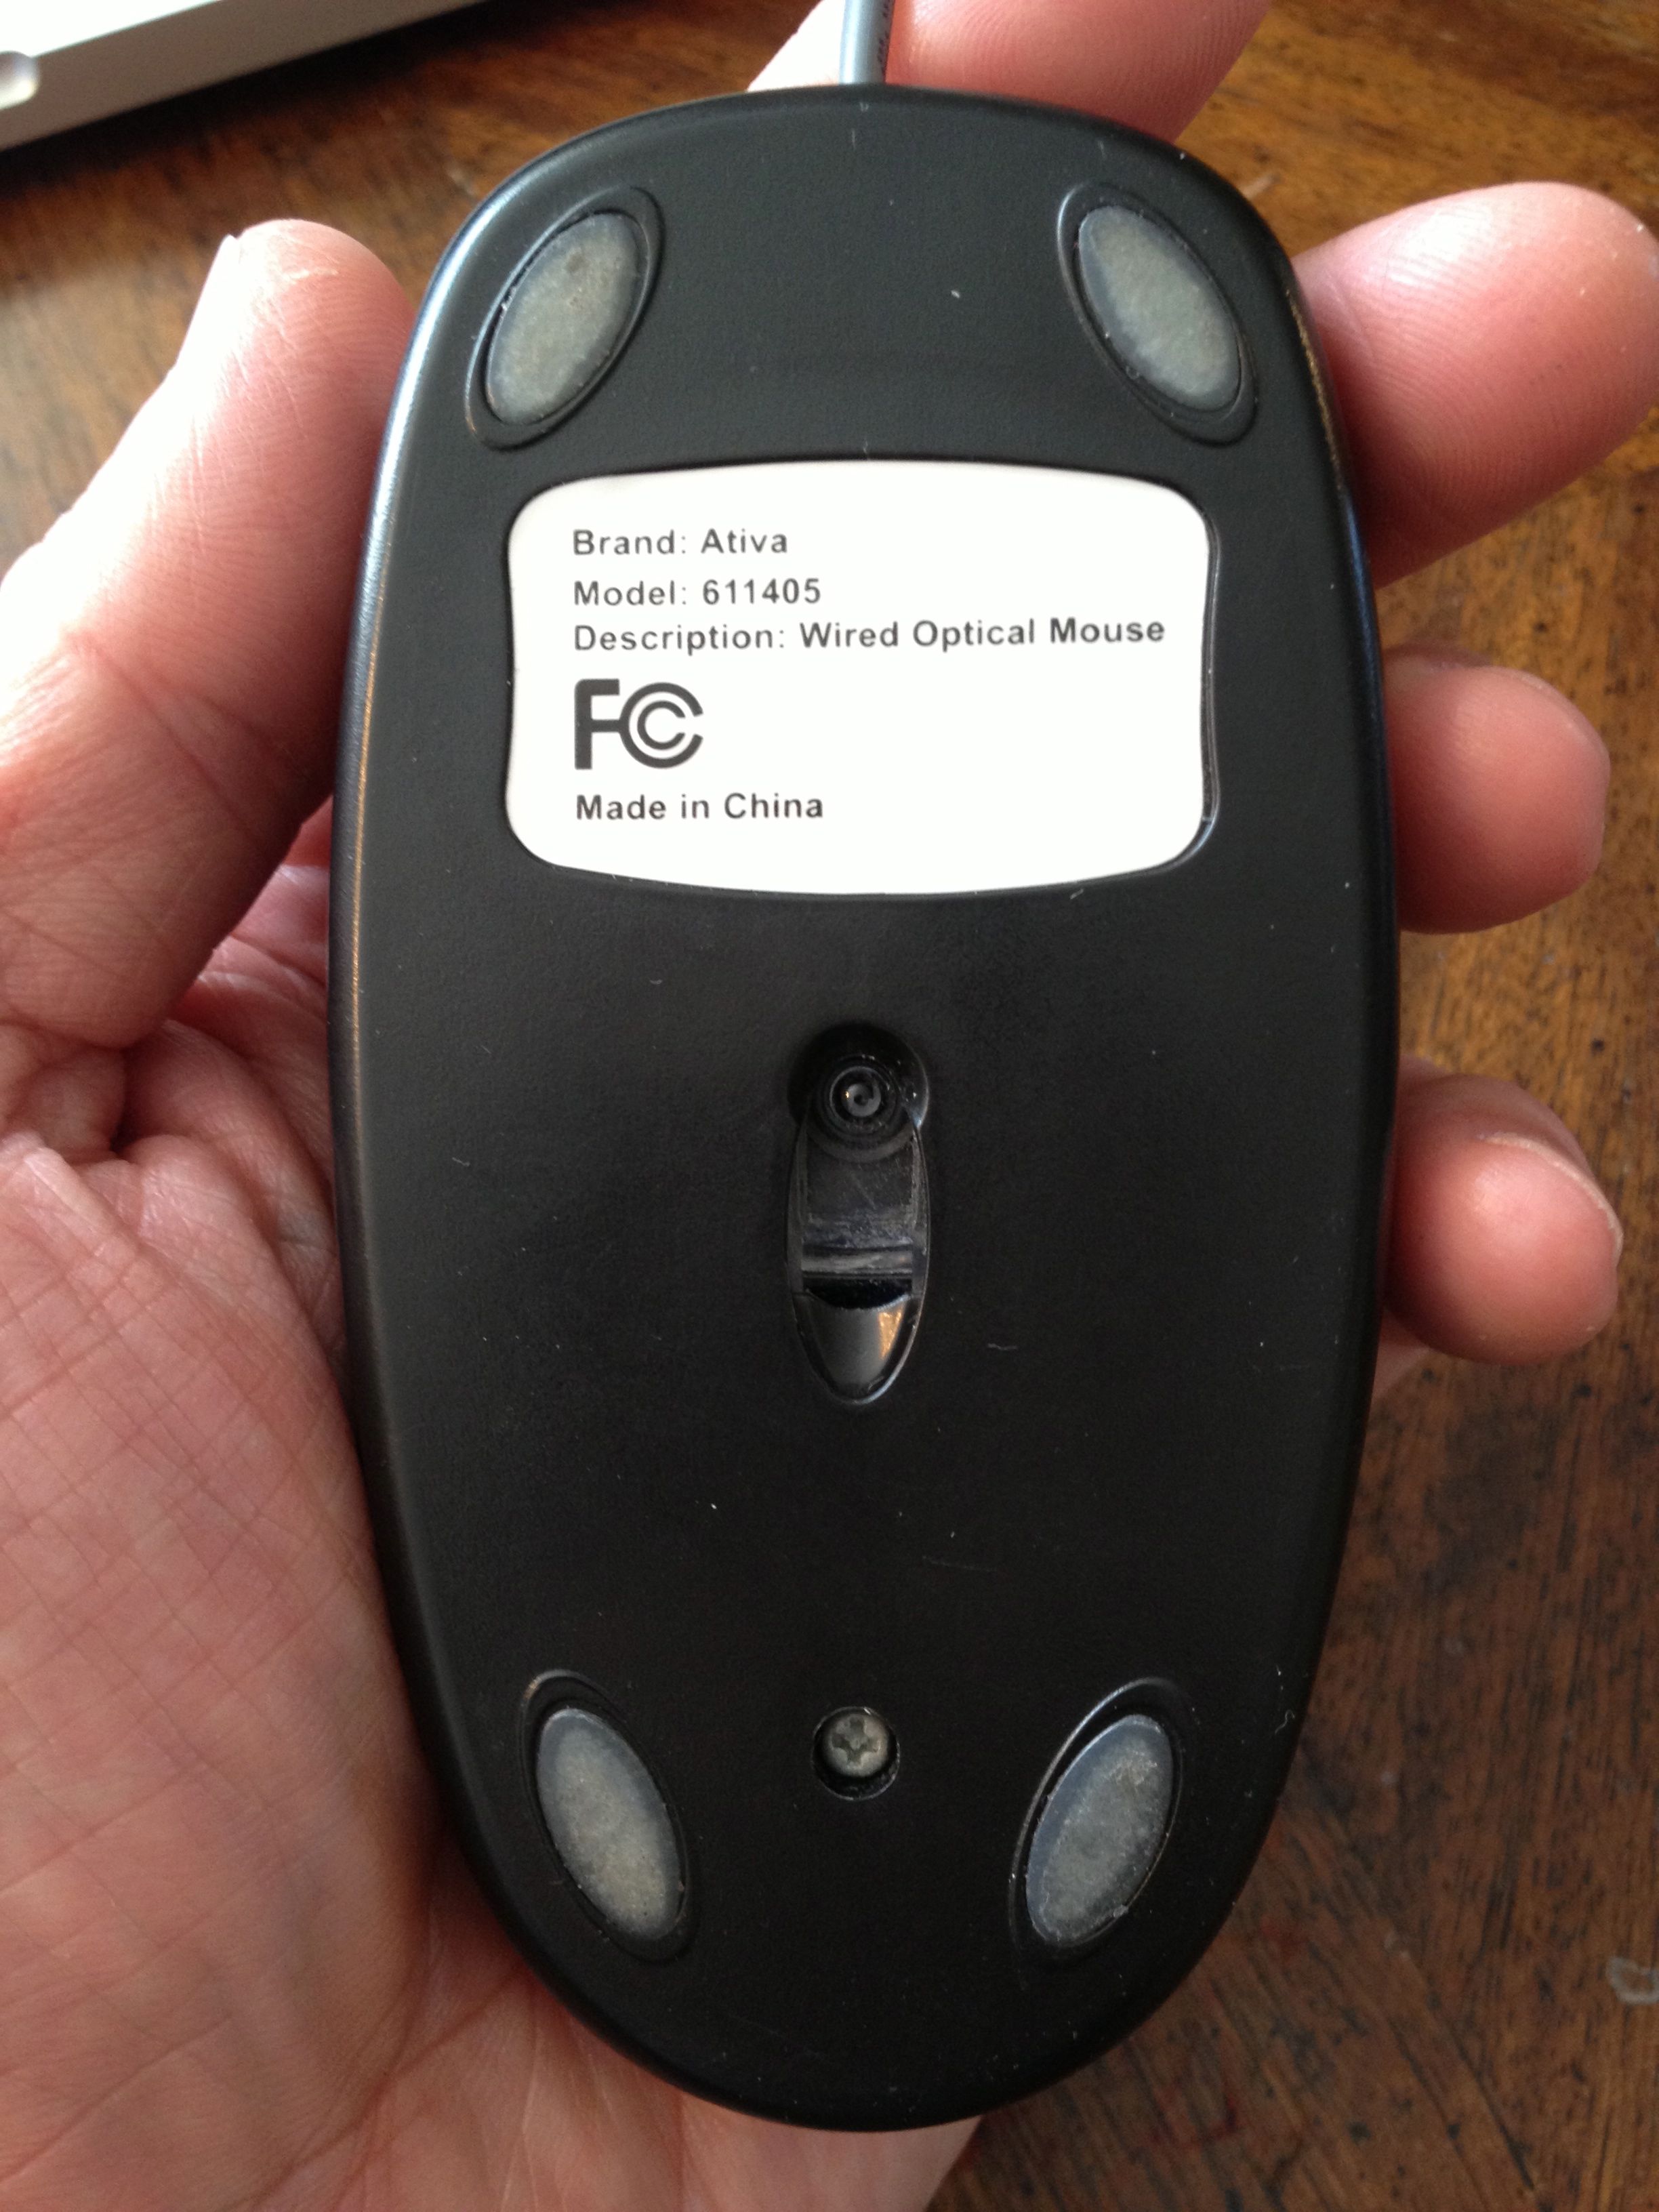 Brand: Ativa
Model: 611405
Description: Wired Optical Mouse
FC
Made in China